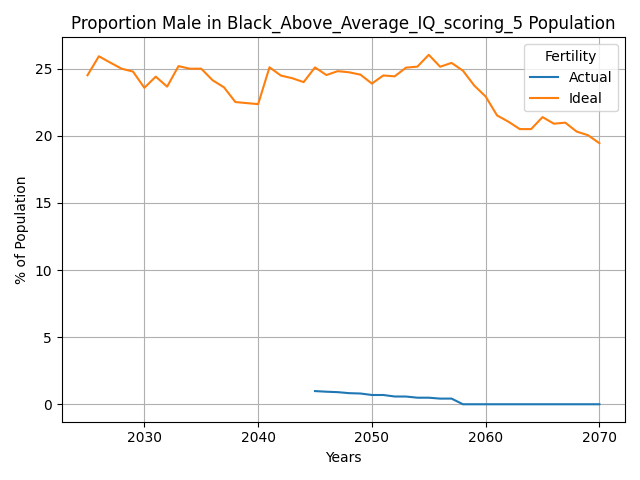 Proportion Male in Black_Above_Average_IQ_scoring_5 Population
Fertility
Actual
Ideal
% of Population
25
20
15
10
5
0
2030
2040
2050
2060
2070
Years